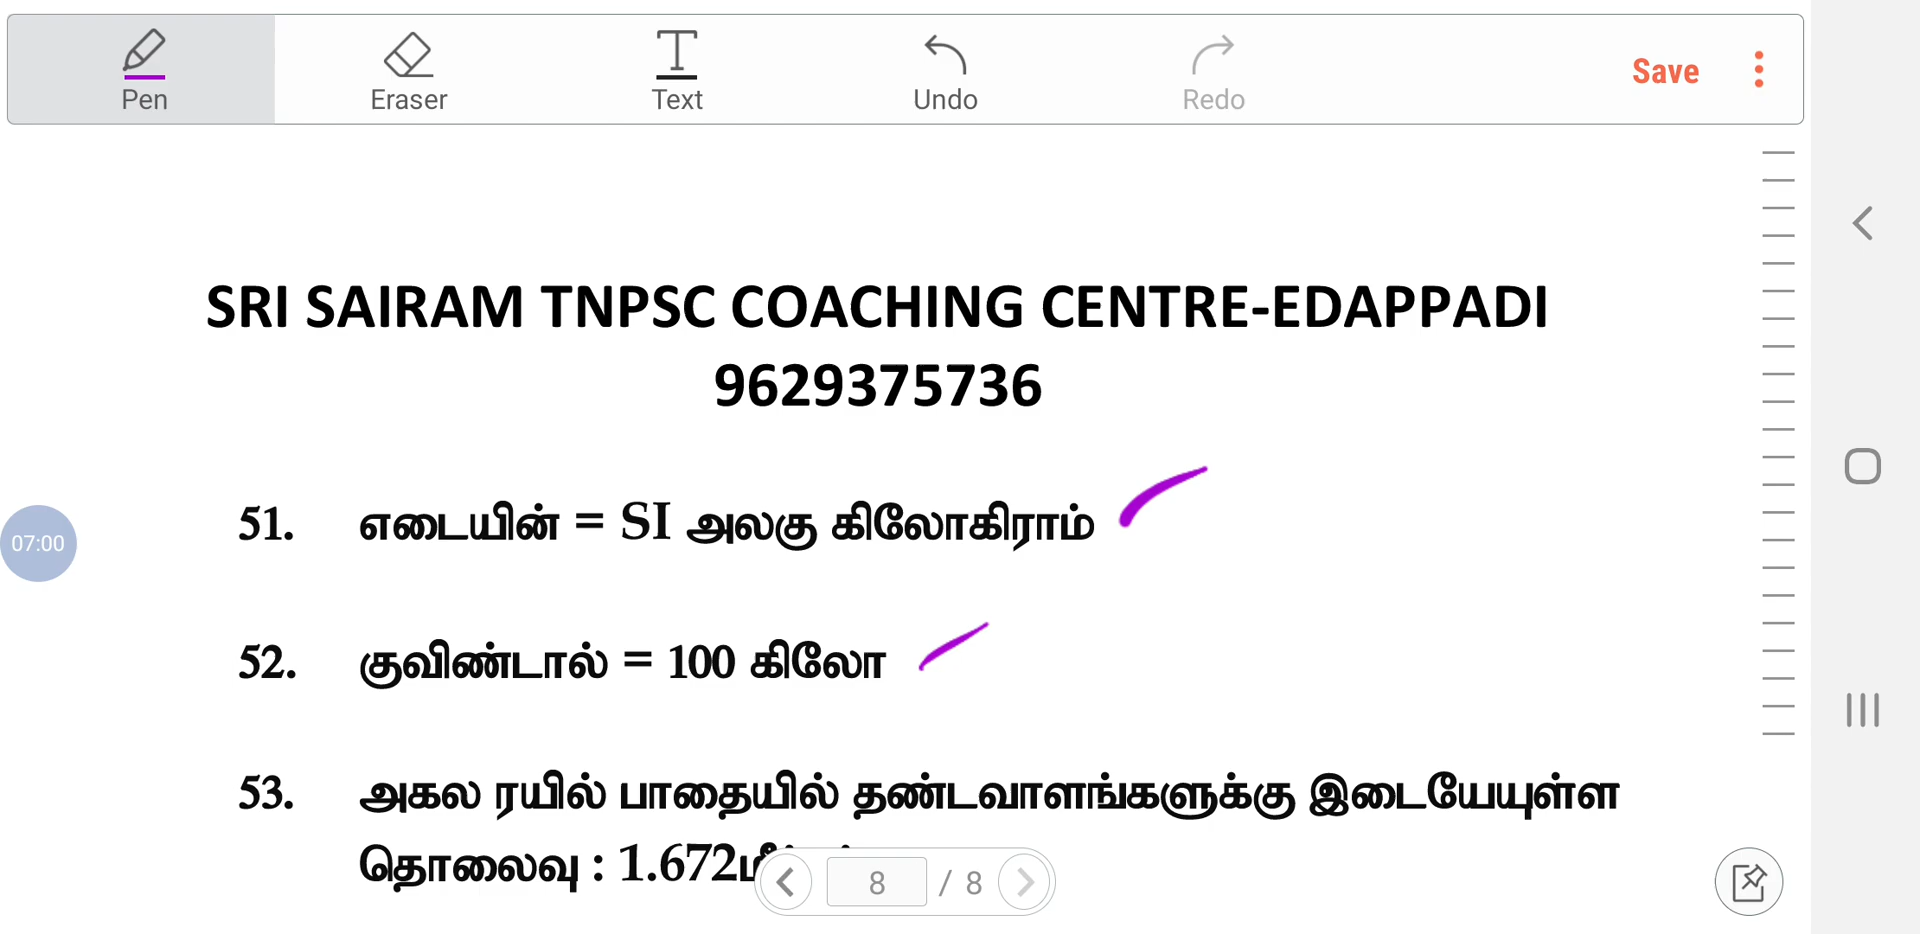 Pen Eraser Text Undo Redo Save
SRI SAIRAM TNPSC COACHING CENTRE-EDAPPADI
9629375736
51. எடையின் = SI அலகு கிலோகிராம்
07:00
52. குவிண்டால் = 100 கிலோ
53. அகல ரயில் பாதையில் தண்டவாளங்களுக்கு இடையேயுள்ள
தொலைவு : 1.672
8 / 8